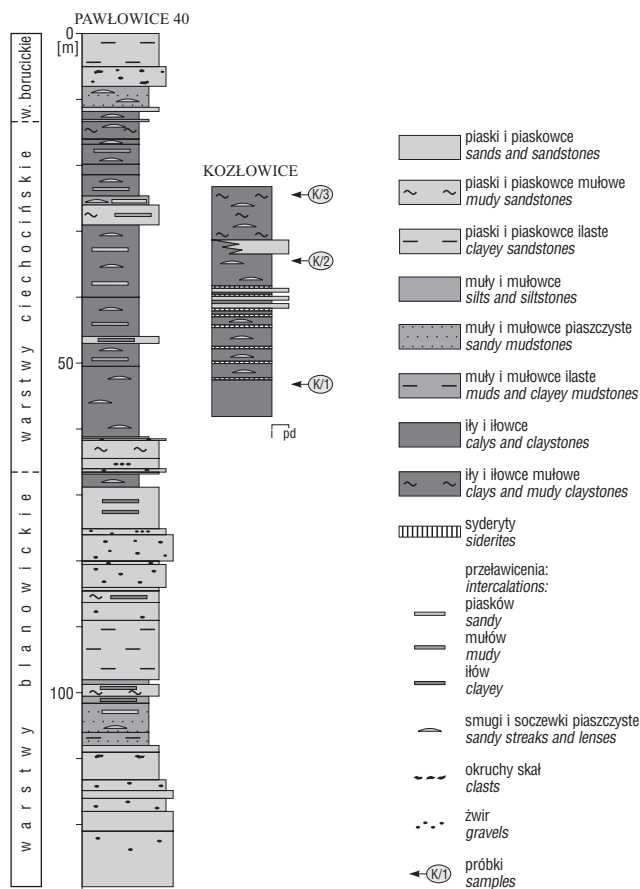 PAWŁOWICE 40
0
[m]
50
100
w. borucickie
warstwy ciechocińskie
warstwy blanowickie
KOZŁOWICE
K/3
K/2
K/1
i pd
piaski i piaskowce
sands and sandstones
piaski i piaskowce mułowe
mudy sandstones
piaski i piaskowce ilaste
clayey sandstones
muły i mułowce
silts and siltstones
muły i mułowce piaszczyste
sandy mudstones
muły i mułowce ilaste
muds and clayey mudstones
iły i iłowce
calys and claystones
iły i iłowce mułowe
clays and mudy claystones
syderyty
siderites
przeławicenia:
intercalations:
piasków
sandy
mułów
mudy
iłów
clayey
smugi i soczewki piaszczyste
sandy streaks and lenses
okruchy skał
clasts
żwir
gravels
K/1
próbki
samples